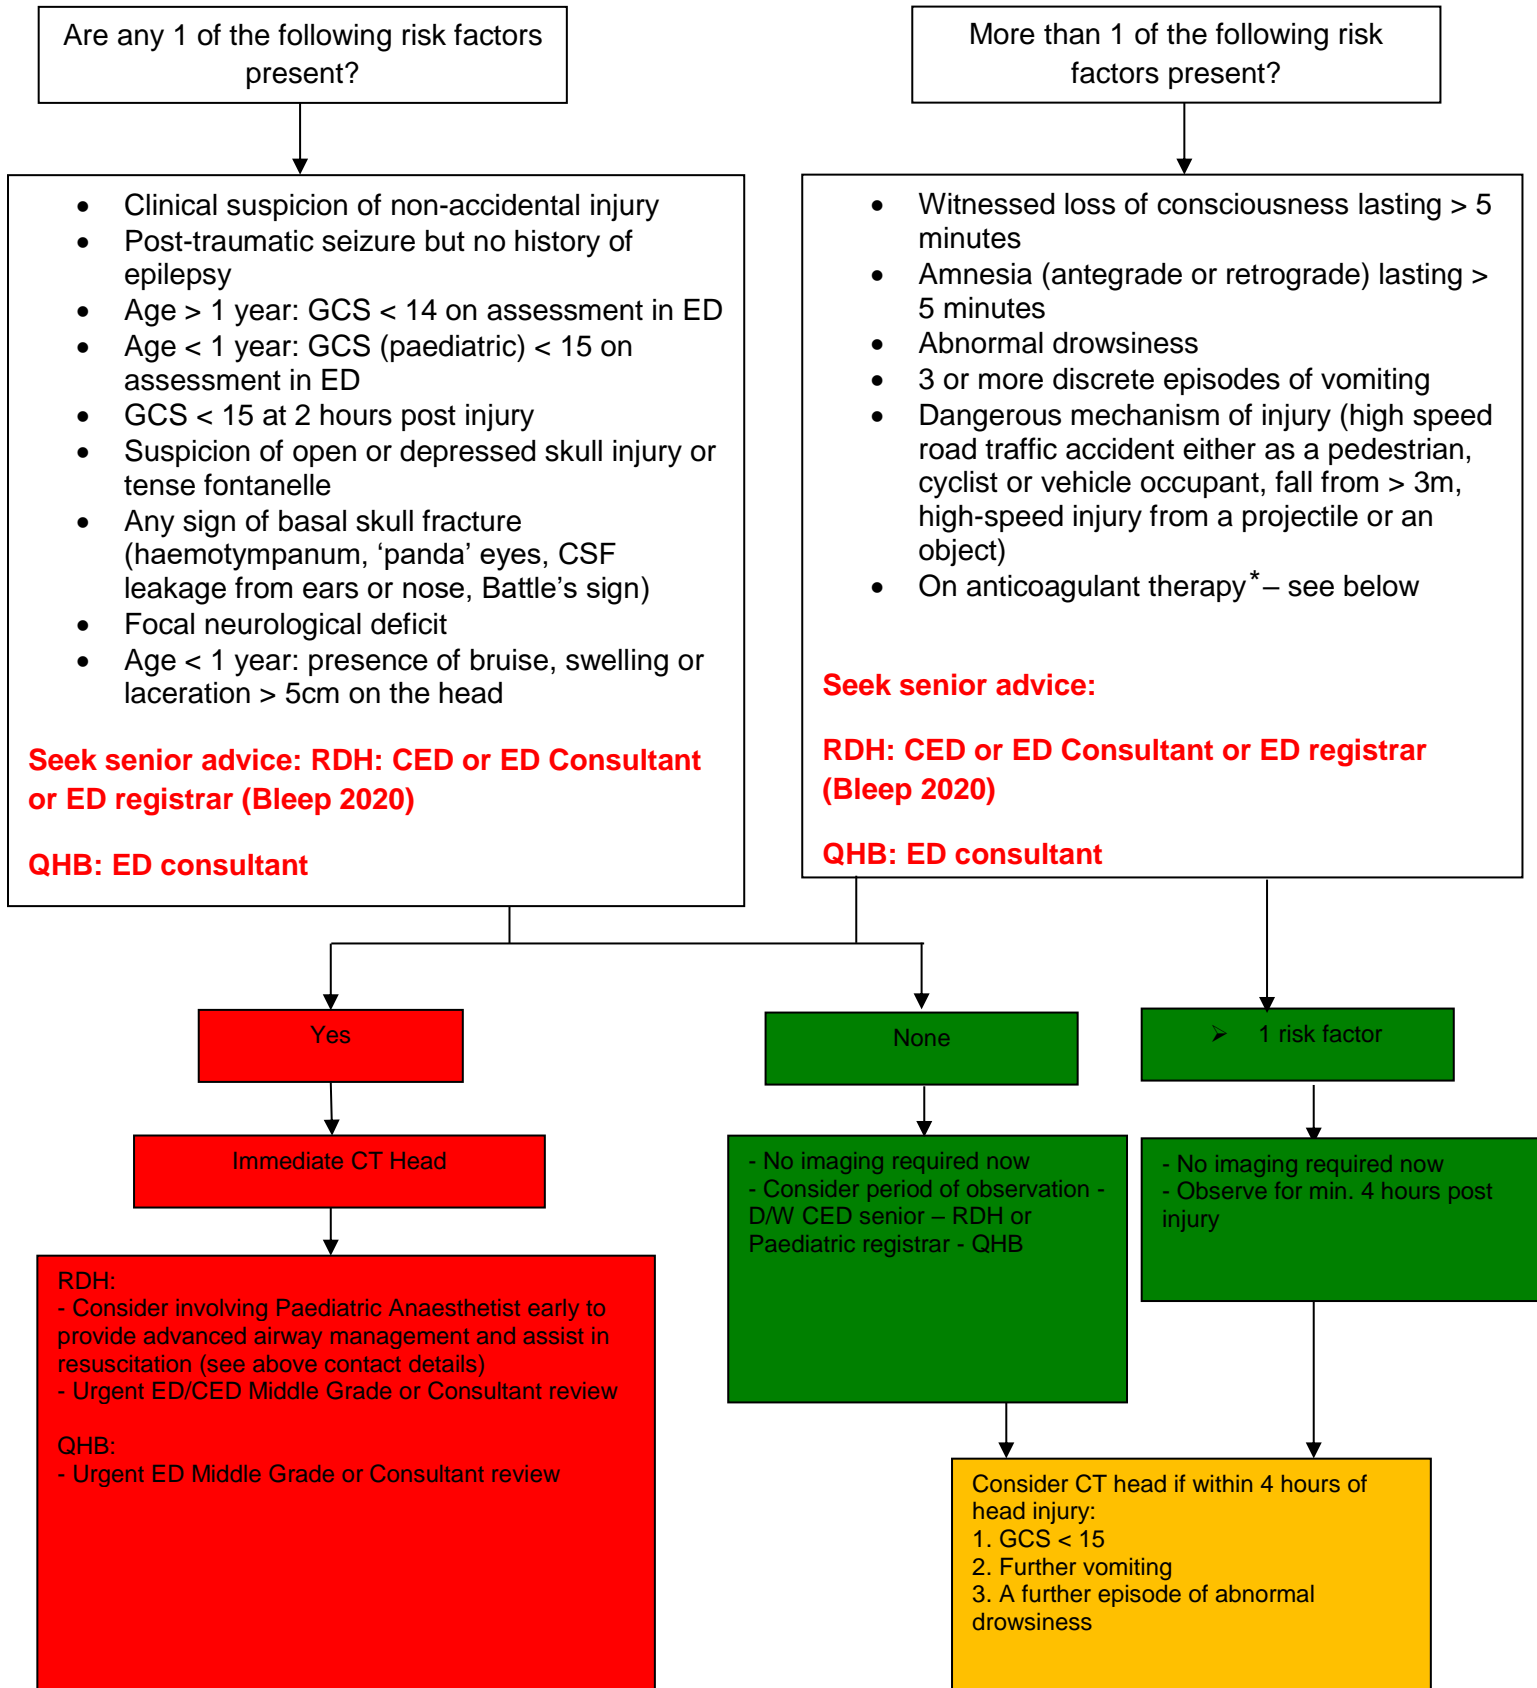 Are any 1 of the following risk factors
present?
More than 1 of the following risk
factors present?
• Clinical suspicion of non-accidental injury
• Post-traumatic seizure but no history of
epilepsy
• Age > 1 year: GCS < 14 on assessment in ED
• Age < 1 year: GCS (paediatric) < 15 on
assessment in ED
• GCS < 15 at 2 hours post injury
• Suspicion of open or depressed skull injury or
tense fontanelle
• Any sign of basal skull fracture
(haemotympanum, ‘panda’ eyes, CSF
leakage from ears or nose, Battle’s sign)
• Focal neurological deficit
• Age < 1 year: presence of bruise, swelling or
laceration > 5cm on the head
Seek senior advice: RDH: CED or ED Consultant
or ED registrar (Bleep 2020)
QHB: ED consultant
• Witnessed loss of consciousness lasting > 5
minutes
• Amnesia (antegrade or retrograde) lasting >
5 minutes
• Abnormal drowsiness
• 3 or more discrete episodes of vomiting
• Dangerous mechanism of injury (high speed
road traffic accident either as a pedestrian,
cyclist or vehicle occupant, fall from > 3m,
high-speed injury from a projectile or an
object)
• On anticoagulant therapy* – see below
Seek senior advice:
RDH: CED or ED Consultant or ED registrar
(Bleep 2020)
QHB: ED consultant
Yes
None
➢ 1 risk factor
Immediate CT Head
- No imaging required now
- Consider period of observation -
D/W CED senior – RDH or
Paediatric registrar - QHB
- No imaging required now
- Observe for min. 4 hours post
injury
RDH:
- Consider involving Paediatric Anaesthetist early to
provide advanced airway management and assist in
resuscitation (see above contact details)
- Urgent ED/CED Middle Grade or Consultant review
QHB:
- Urgent ED Middle Grade or Consultant review
Consider CT head if within 4 hours of
head injury:
1. GCS < 15
2. Further vomiting
3. A further episode of abnormal
drowsiness